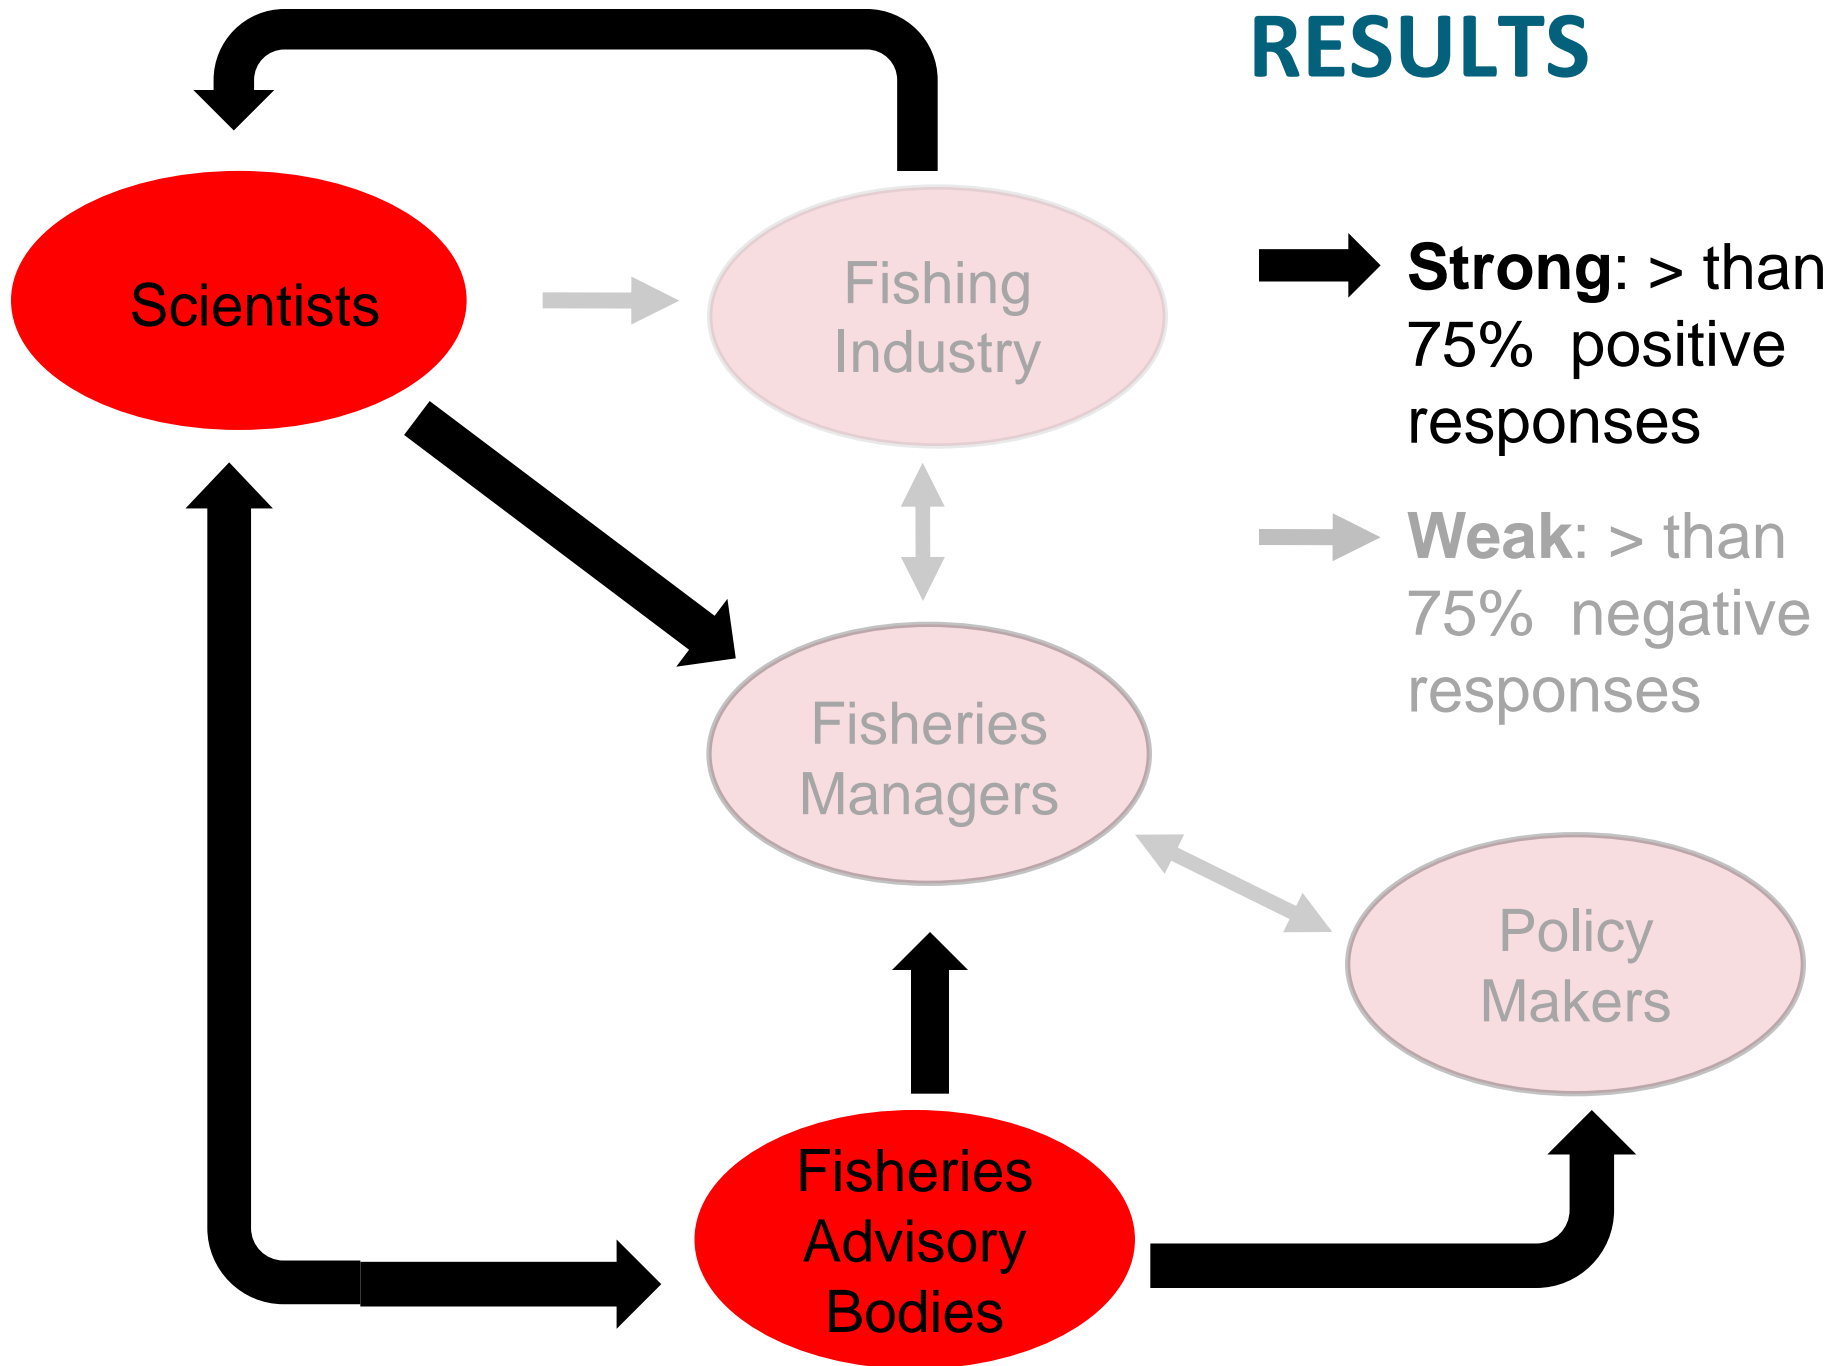 RESULTS
Scientists
Fishing
Industry
Strong: > than
75% positive
responses
Weak: > than
75% negative
responses
Fisheries
Managers
Policy
Makers
Fisheries
Advisory
Bodies